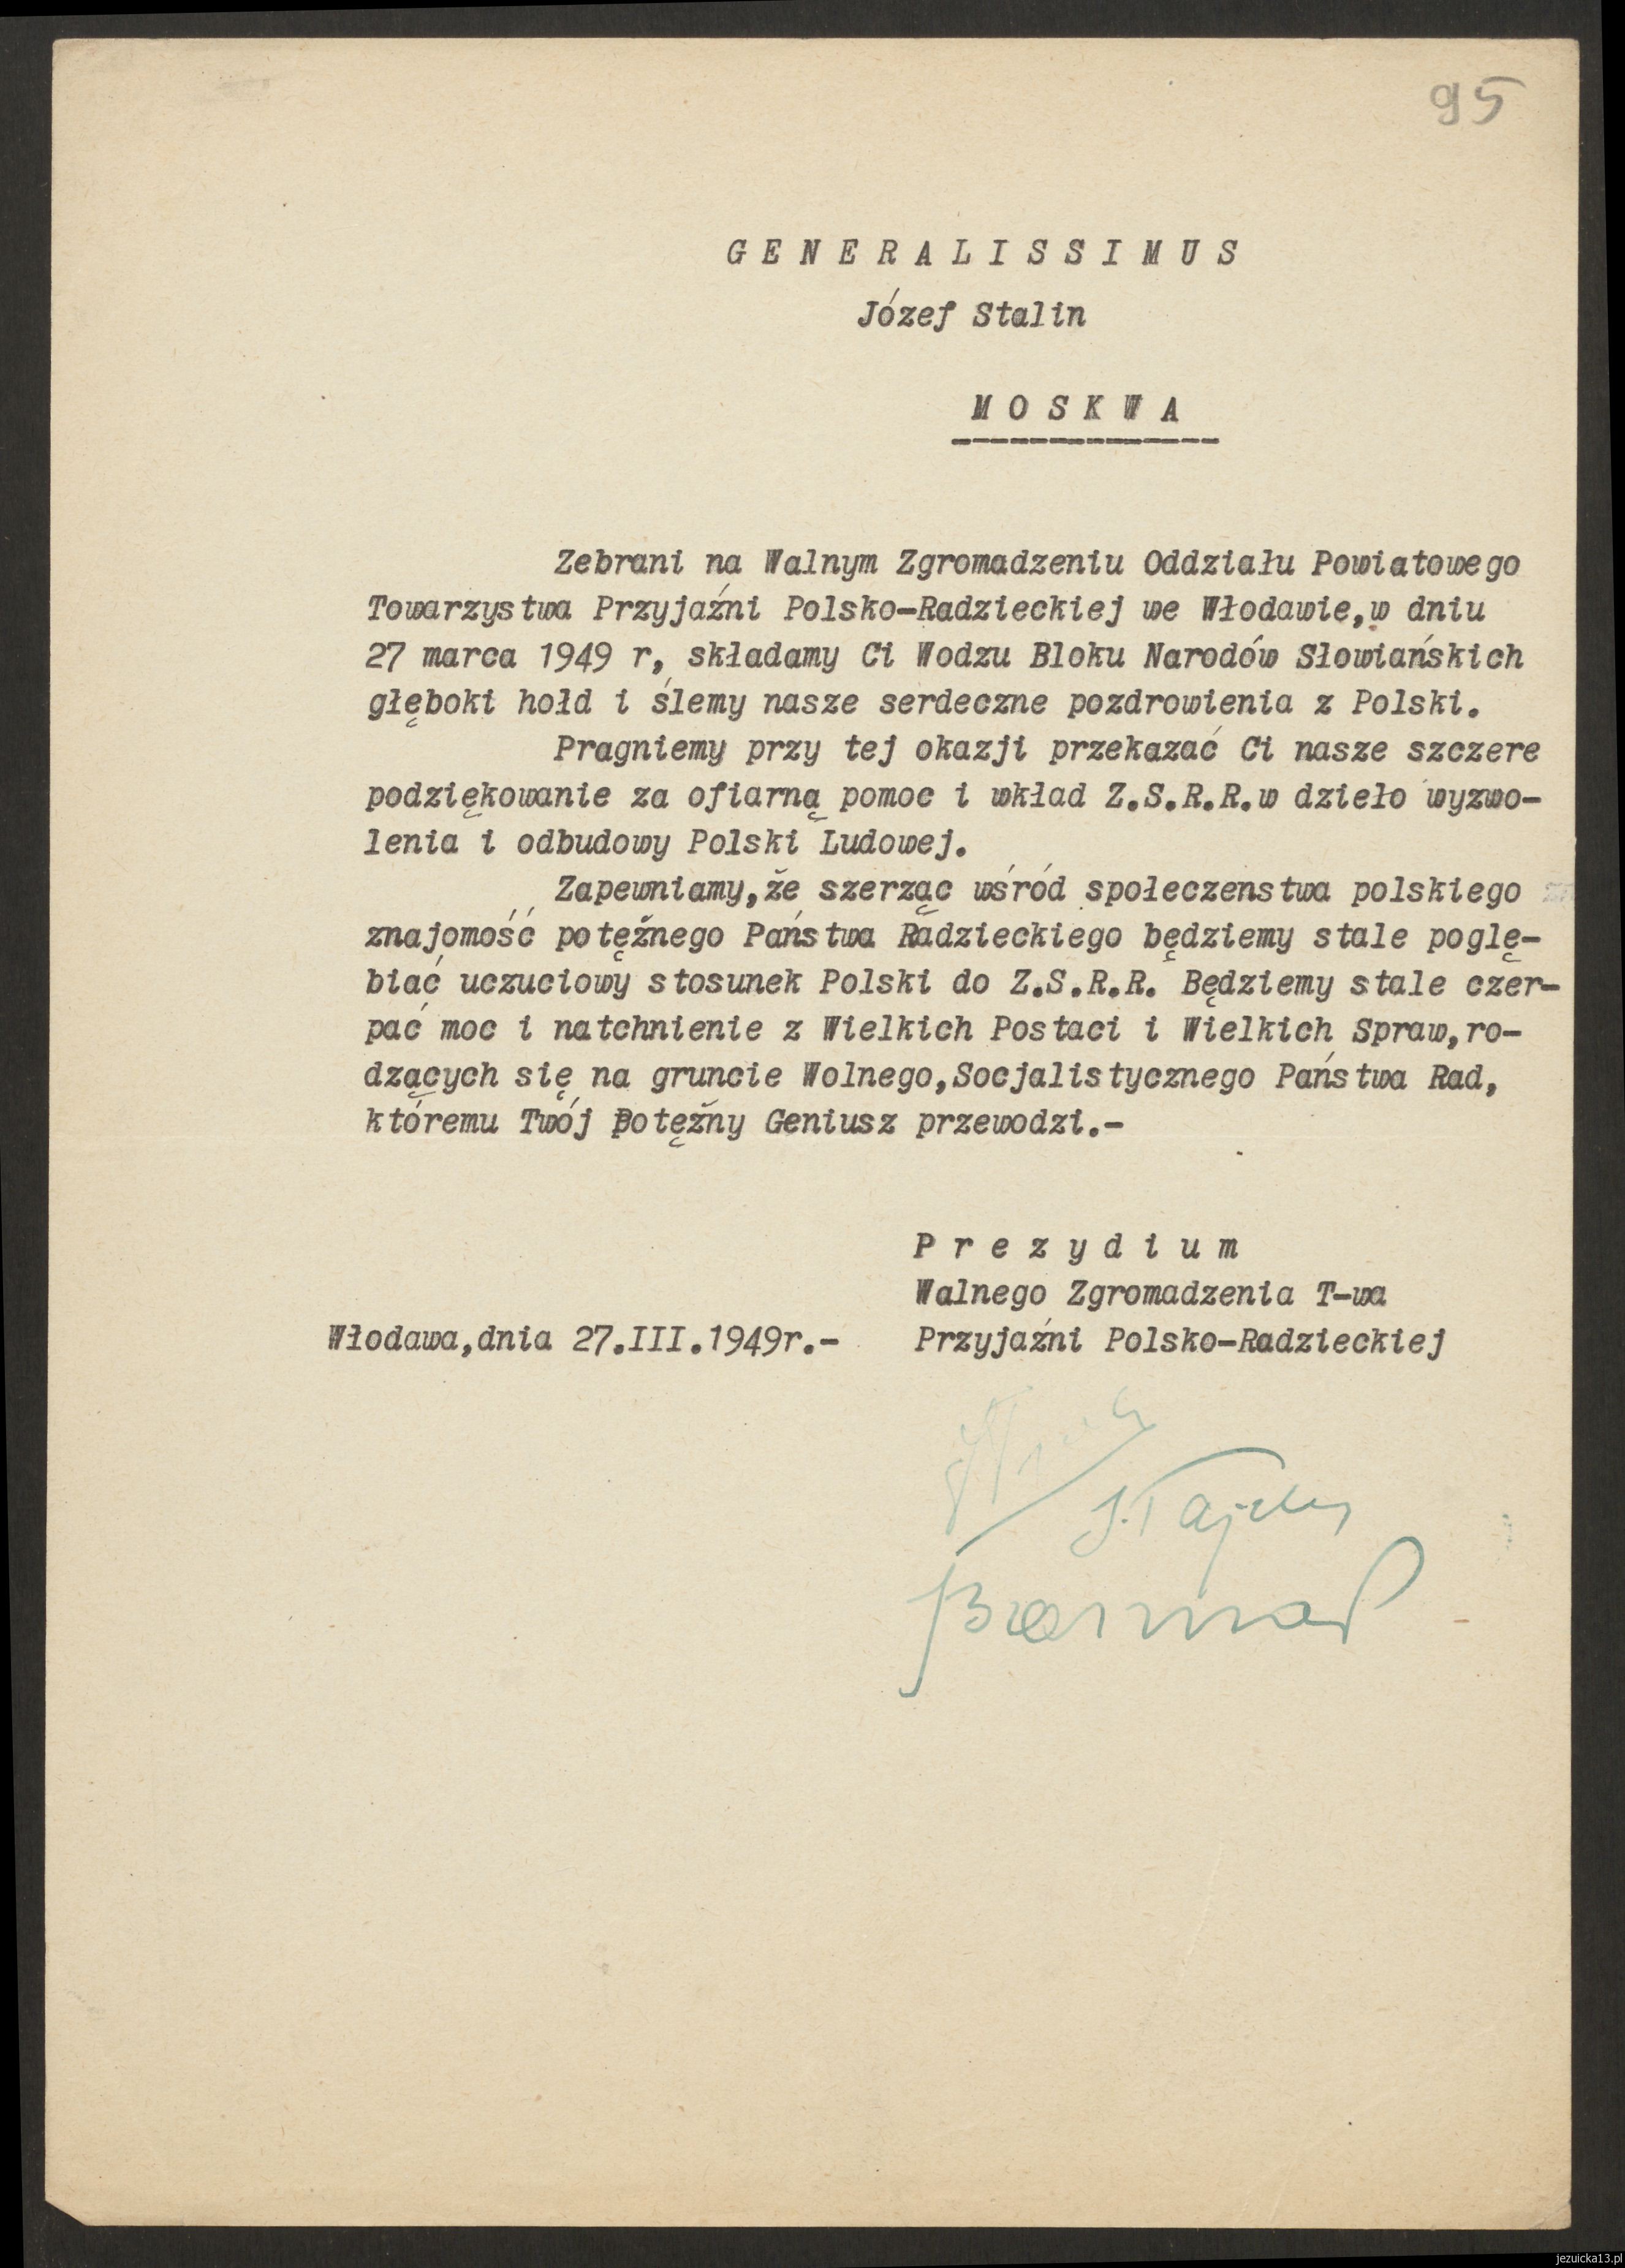 95
GENERALISSIMUS
Józef Stalin
MOSKWA
Zebrani na Walnym Zgromadzeniu Oddziału Powiatowego
Towarzystwa Przyjaźni Polsko-Radzieckiej we Włodawie,w dniu
27 marca 1949 r, składamy Ci Wodzu Bloku Narodów Słowiańskich
głęboki hołd i ślemy nasze serdeczne pozdrowienia z Polski.
Pragniemy przy tej okazji przekazać Ci nasze szczere
podziękowanie za ofiarną pomoc i wkład Z.S.R.R.w dzieło wyzwo-
lenia i odbudowy Polski Ludowej.
Zapewniamy,że szerząc wśród społeczenstwa polskiego
znajomość potężnego Państwa Radzieckiego będziemy stale poglę-
biać uczuciowy stosunek Polski do Z.S.R.R. Będziemy stale czer-
pać moc i natchnienie z Wielkich Postaci i Wielkich Spraw,ro-
dzących się na gruncie Wolnego,Socjalistycznego Państwa Rad,
któremu Twój Potężny Geniusz przewodzi.-
Prezydium
Walnego Zgromadzenia T-wa
Włodawa,dnia 27.III.1949r.- Przyjaźni Polsko-Radzieckiej
jezuicka13.pl